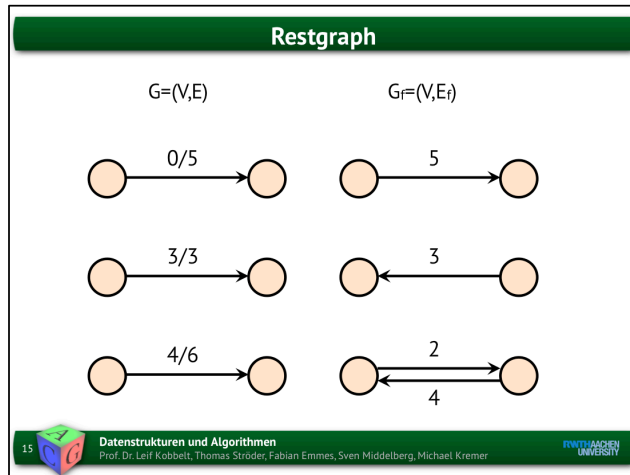 Restgraph
G=(V,E)
Gf=(V,Ef)
0/5
5
3/3
3
4/6
2
4
15
A
C
G
Datenstrukturen und Algorithmen
Prof. Dr. Leif Kobbelt, Thomas Ströder, Fabian Emmes, Sven Middelberg, Michael Kremer
RWTHAACHEN
UNIVERSITY